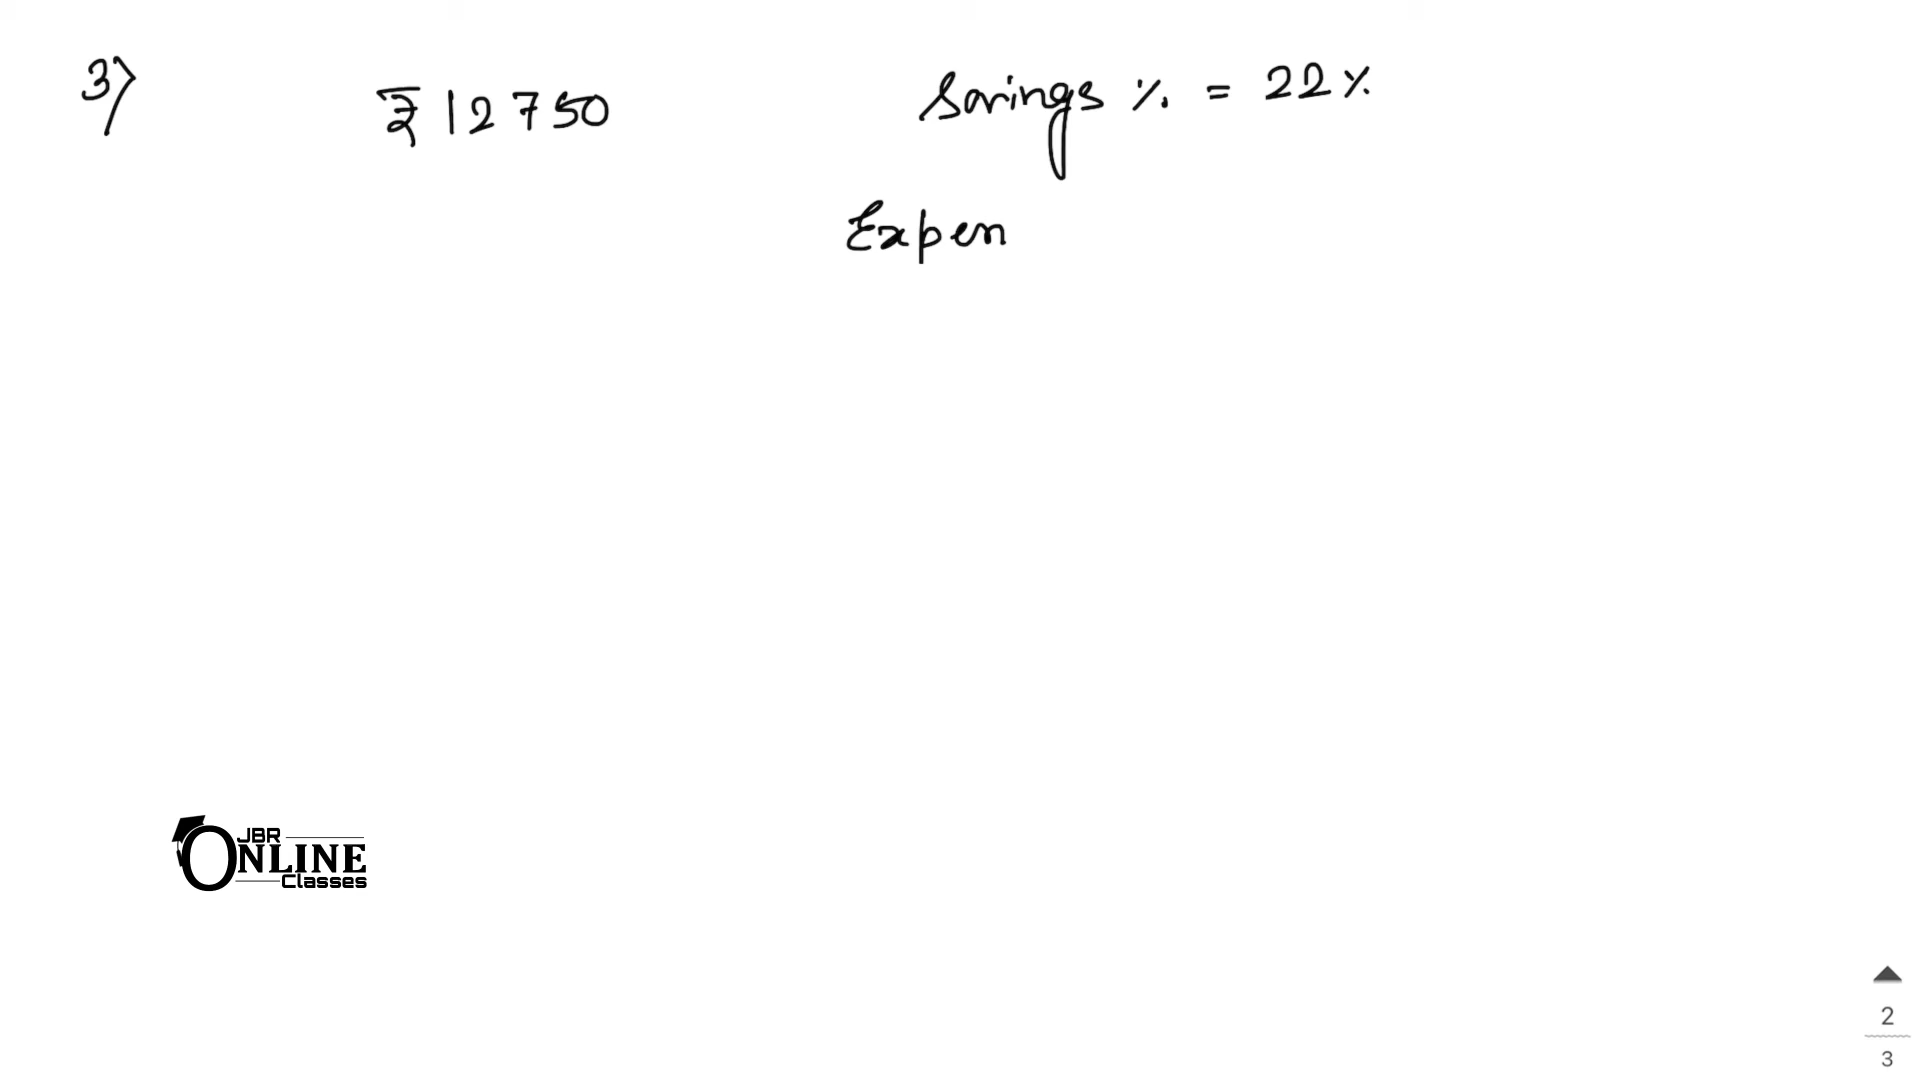 3)
₹ 12750
Savings % = 22%
Expen
JBR
ONLINE
Classes
2
3